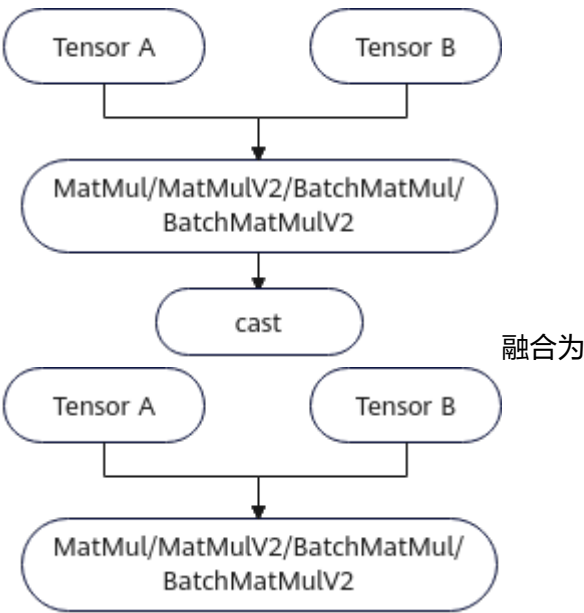 Tensor A
Tensor B
MatMul/MatMulV2/BatchMatMul/
BatchMatMulV2
cast
融合为
Tensor A
Tensor B
MatMul/MatMulV2/BatchMatMul/
BatchMatMulV2